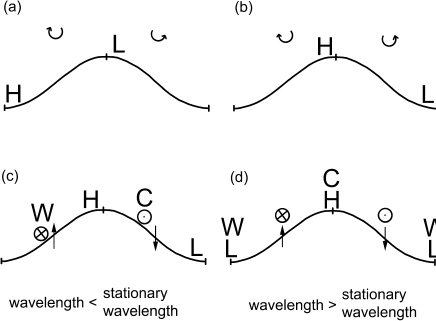 (a)
(b)
L
H
H
L
(c)
(d)
W
H
C
L
C
H
W
L
W
L
wavelength < stationary wavelength
wavelength > stationary wavelength